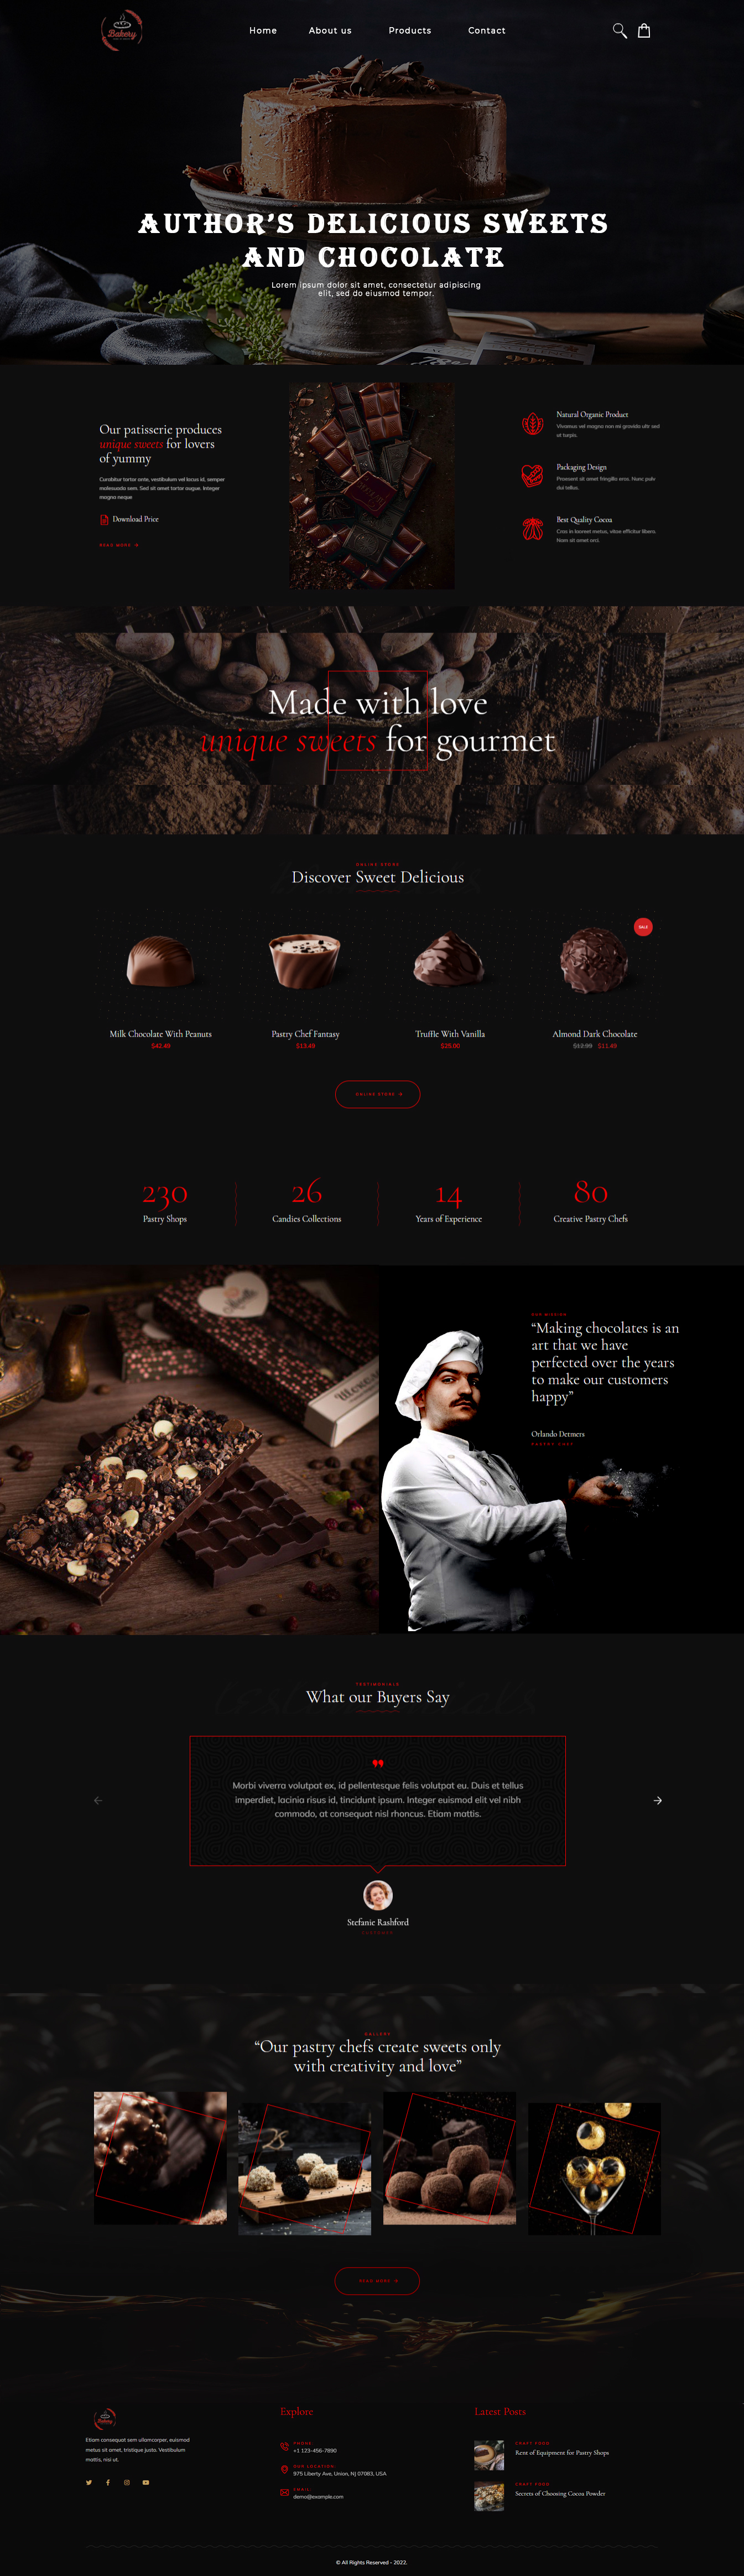 Bakery
Home
About us
Products
Contact
AUTHOR'S DELICIOUS SWEETS
AND CHOCOLATE
Lorem ipsum dolor sit amet, consectetur adipiscing
elit, sed do eiusmod tempor.
Our patisserie produces
unique sweets for lovers
of yummy
Curabitur tortor ante, vestibulum vel lacus id, semper
malesuada sem. Sed sit amet tortor augue. Integer
magna neque
Download Price
READ MORE →
Natural Organic Product
Vivamus vel magna non mi gravida ultr sed
at turpis.
Packaging Design
Praesent sit amet fringilla eros. Nunc pulv
dui tellus.
Best Quality Cocoa
Cras in laoreet metus, vitae efficitur libero.
Nam sit amet orci.
Made with love
unique sweets for gourmet
ONLINE STORE
Discover Sweet Delicious
SALE
Milk Chocolate With Peanuts
$42.49
Pastry Chef Fantasy
$13.49
Truffle With Vanilla
$25.00
Almond Dark Chocolate
$12.99 $11.49
ONLINE STORE →
230
Pastry Shops
26
Candies Collections
14
Years of Experience
80
Creative Pastry Chefs
OUR MISSION
“Making chocolates is an
art that we have
perfected over the years
to make our customers
happy”
Orlando Detmers
TESTIMONIALS
What our Buyers Say
Morbi viverra volutpat ex, id pellentesque felis volutpat eu. Duis et tellus
imperdiet, lacinia risus id, tincidunt ipsum. Integer euismod elit vel nibh
commodo, at consequat nisl rhoncus. Etiam mattis.
Stefanie Rashford
CUSTOMER
GALLERY
“Our pastry chefs create sweets only
with creativity and love”
READ MORE →
Bakery
Etiam consequat sem ullamcorper, euismod
metus sit amet, tristique justo. Vestibulum
mattis, nisi ut.
Explore
PHONE:
+1 123-456-7890
OUR LOCATION:
975 Liberty Ave, Union, NJ 07083, USA
EMAIL:
demo@example.com
Latest Posts
CRAFT FOOD
Rent of Equipment for Pastry Shops
CRAFT FOOD
Secrets of Choosing Cocoa Powder
© All Rights Reserved - 2022.